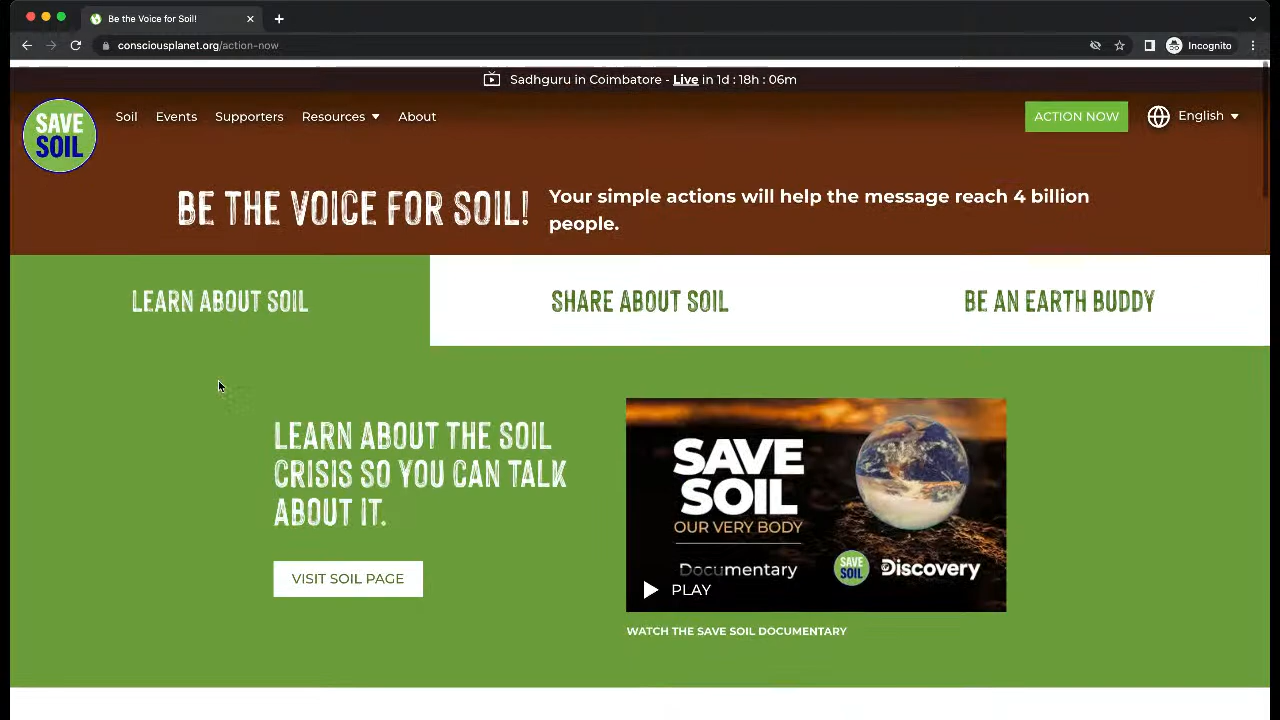 Be the Voice for Soil!
consciousplanet.org/action-now
Incognito
Sadhguru in Coimbatore - Live in 1d : 18h : 06m
SAVE
SOIL
Soil
Events
Supporters
Resources
About
ACTION NOW
English
BE THE VOICE FOR SOIL!
Your simple actions will help the message reach 4 billion
people.
LEARN ABOUT SOIL
SHARE ABOUT SOIL
BE AN EARTH BUDDY
LEARN ABOUT THE SOIL
CRISIS SO YOU CAN TALK
ABOUT IT.
VISIT SOIL PAGE
SAVE
SOIL
OUR VERY BODY
Documentary
SAVE
SOIL
Discovery
PLAY
WATCH THE SAVE SOIL DOCUMENTARY